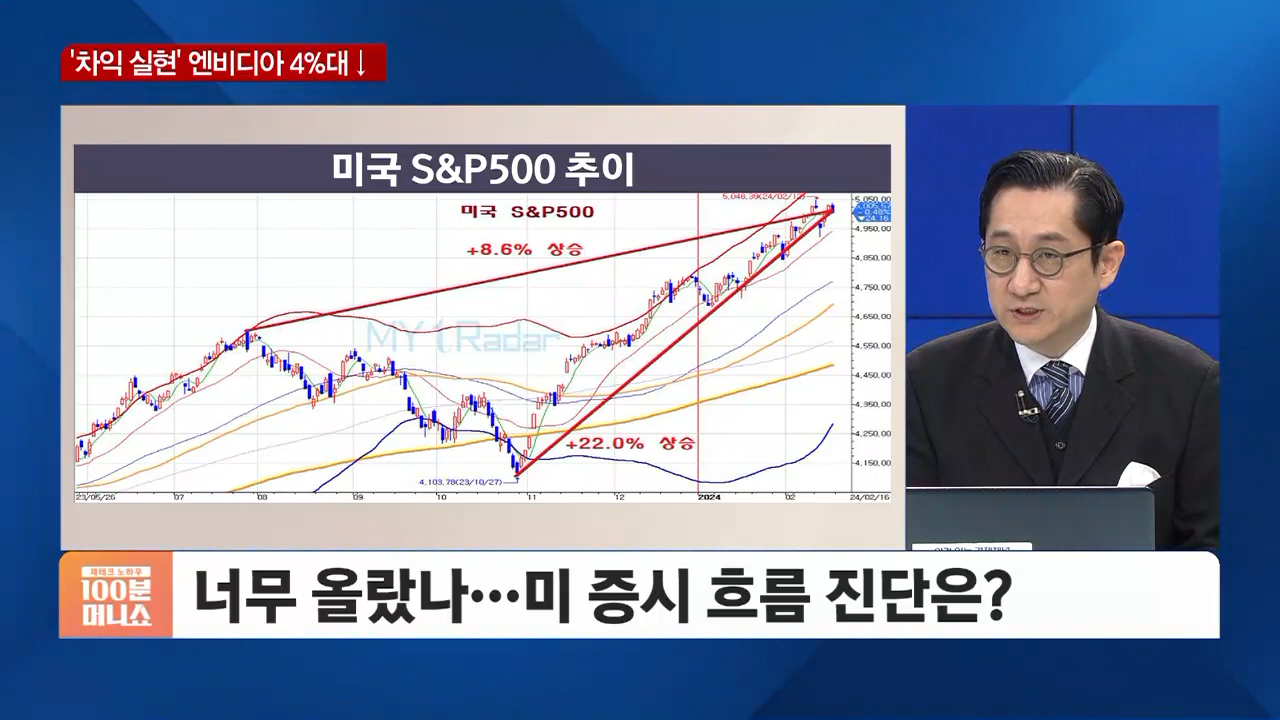 '차익 실현' 엔비디아 4%대↓
미국 S&P500 추이
미국 S&P500
+8.6% 상승
+22.0% 상승
MY Radar
4,103.78(23/10/27)
5,050.00
5,005.57
-0.48%
▼24.16
4,950.00
4,850.00
4,750.00
4,650.00
4,550.00
4,450.00
4,350.00
4,250.00
4,150.00
23/05/26 07 08 09 10 11 12 2024 02 24/02/16
재테크 노하우
100분
머니쇼
너무 올랐나…미 증시 흐름 진단은?